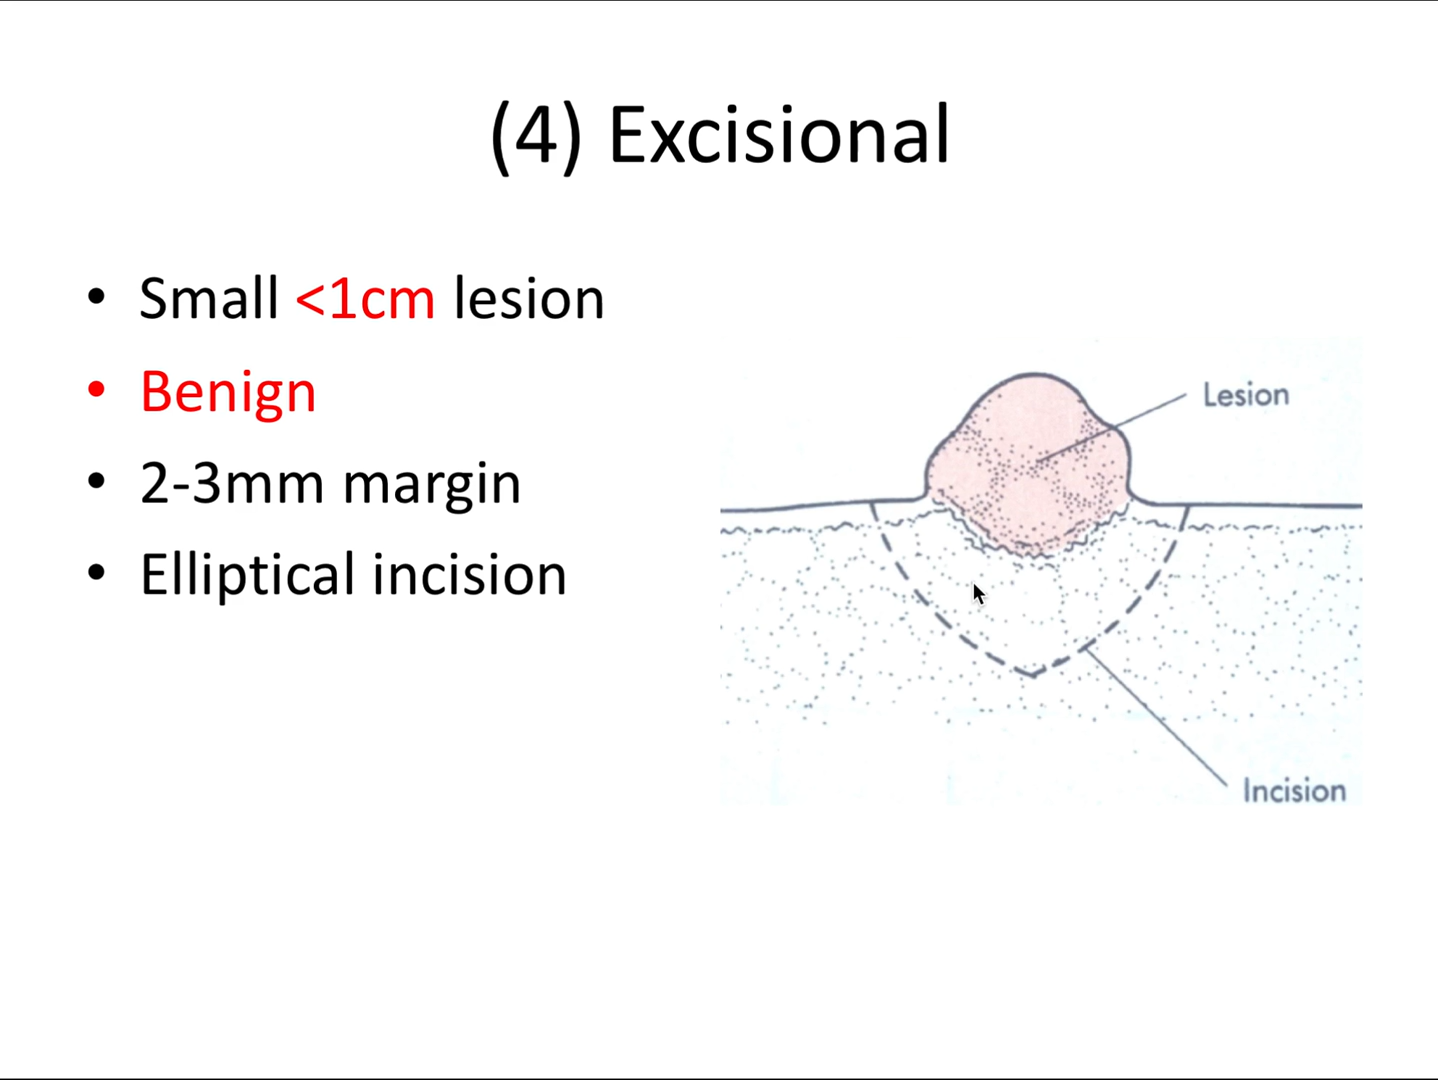 (4) Excisional
• Small <1cm lesion
• Benign
• 2-3mm margin
• Elliptical incision
Lesion
Incision